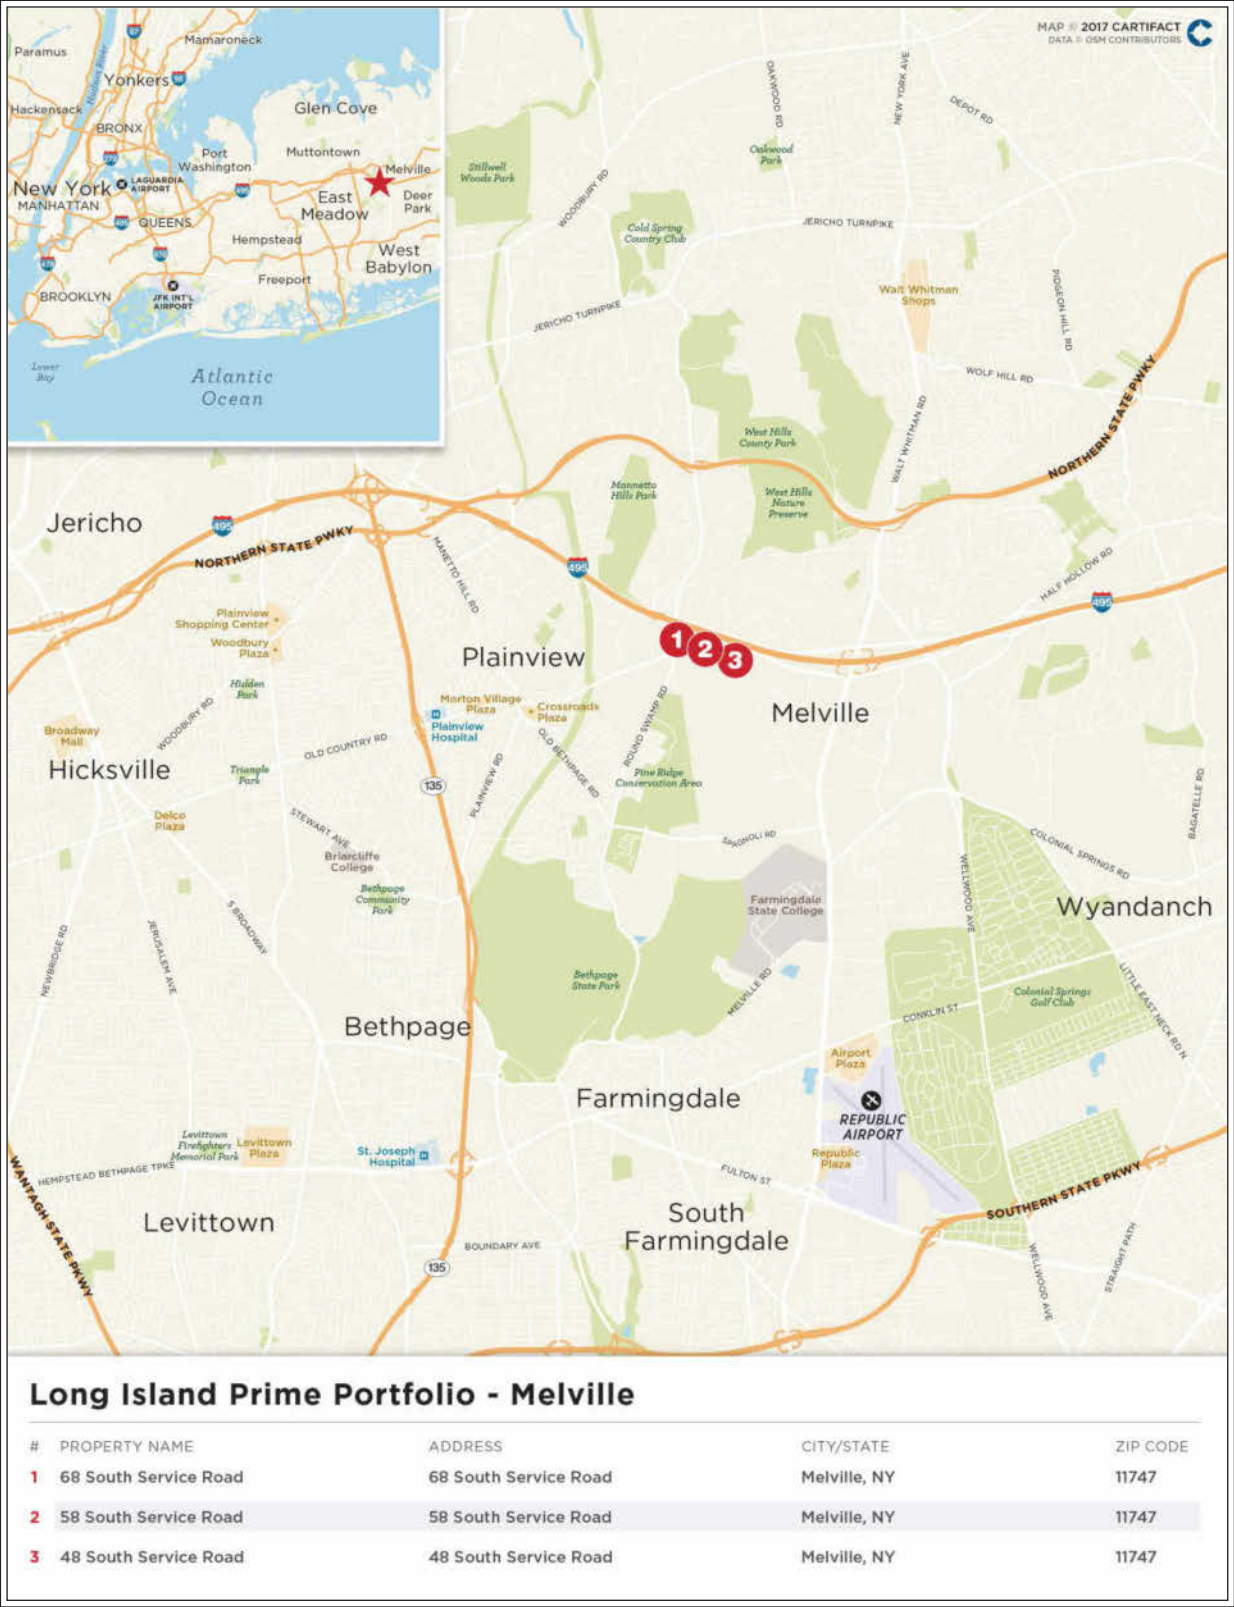 MAP © 2017 CARTIFACT
DATA © OSM CONTRIBUTORS
Paramus
Mamaroneck
87
Hudson River
Yonkers
95
Hackensack
Glen Cove
BRONX
Port
Washington
Muttontown
Melville
New York
LAGUARDIA
AIRPORT
MANHATTAN
495
East
Meadow
Deer
Park
QUEENS
Hempstead
West
Babylon
Freeport
BROOKLYN
JFK INT'L
AIRPORT
Lower
Bay
Atlantic
Ocean
OAKWOOD RD
NEW YORK AVE
DEPOT RD
Oakwood
Park
Stillwell
Woods Park
WOODBURY RD
Cold Spring
Country Club
JERICHO TURNPIKE
Walt Whitman
Shops
PIDGEON HILL RD
JERICHO TURNPIKE
WOLF HILL RD
NORTHERN STATE PWKY
WALT WHITMAN RD
West Hills
County Park
Mannetto
Hills Park
West Hills
Nature
Preserve
Jericho
495
NORTHERN STATE PWKY
MANETTO HILL RD
495
HALF HOLLOW RD
495
Plainview
Shopping Center
Woodbury
Plaza
1
2
3
Plainview
Hidden
Park
Morton Village
Plaza
Crossroads
Plaza
ROUND SWAMP RD
Melville
Plainview
Hospital
H
WOODBURY RD
Broadway
Mall
OLD COUNTRY RD
OLD BETHPAGE RD
Hicksville
Triangle
Park
135
PLAINVIEW RD
Pine Ridge
Conservation Area
BAGATELLE RD
Delco
Plaza
STEWART AVE
SPAGNOLI RD
COLONIAL SPRINGS RD
Briarcliffe
College
Bethpage
Community
Park
WELLWOOD AVE
Farmingdale
State College
Wyandanch
S BROADWAY
NEWBRIDGE RD
JERUSALEM AVE
Bethpage
State Park
MELVILLE RD
Colonial Springs
Golf Club
LITTLE EAST NECK RD N
CONKLIN ST
Bethpage
Airport
Plaza
Farmingdale
REPUBLIC
AIRPORT
Levittown
Firefighters
Memorial Park
Levittown
Plaza
St. Joseph
Hospital
H
Republic
Plaza
HEMPSTEAD BETHPAGE TPKE
FULTON ST
SOUTHERN STATE PKWY
WANTAGH STATE PKWY
Levittown
South
Farmingdale
BOUNDARY AVE
135
WELLWOOD AVE
STRAIGHT PATH
Long Island Prime Portfolio - Melville
# PROPERTY NAME ADDRESS CITY/STATE ZIP CODE
1 68 South Service Road 68 South Service Road Melville, NY 11747
2 58 South Service Road 58 South Service Road Melville, NY 11747
3 48 South Service Road 48 South Service Road Melville, NY 11747